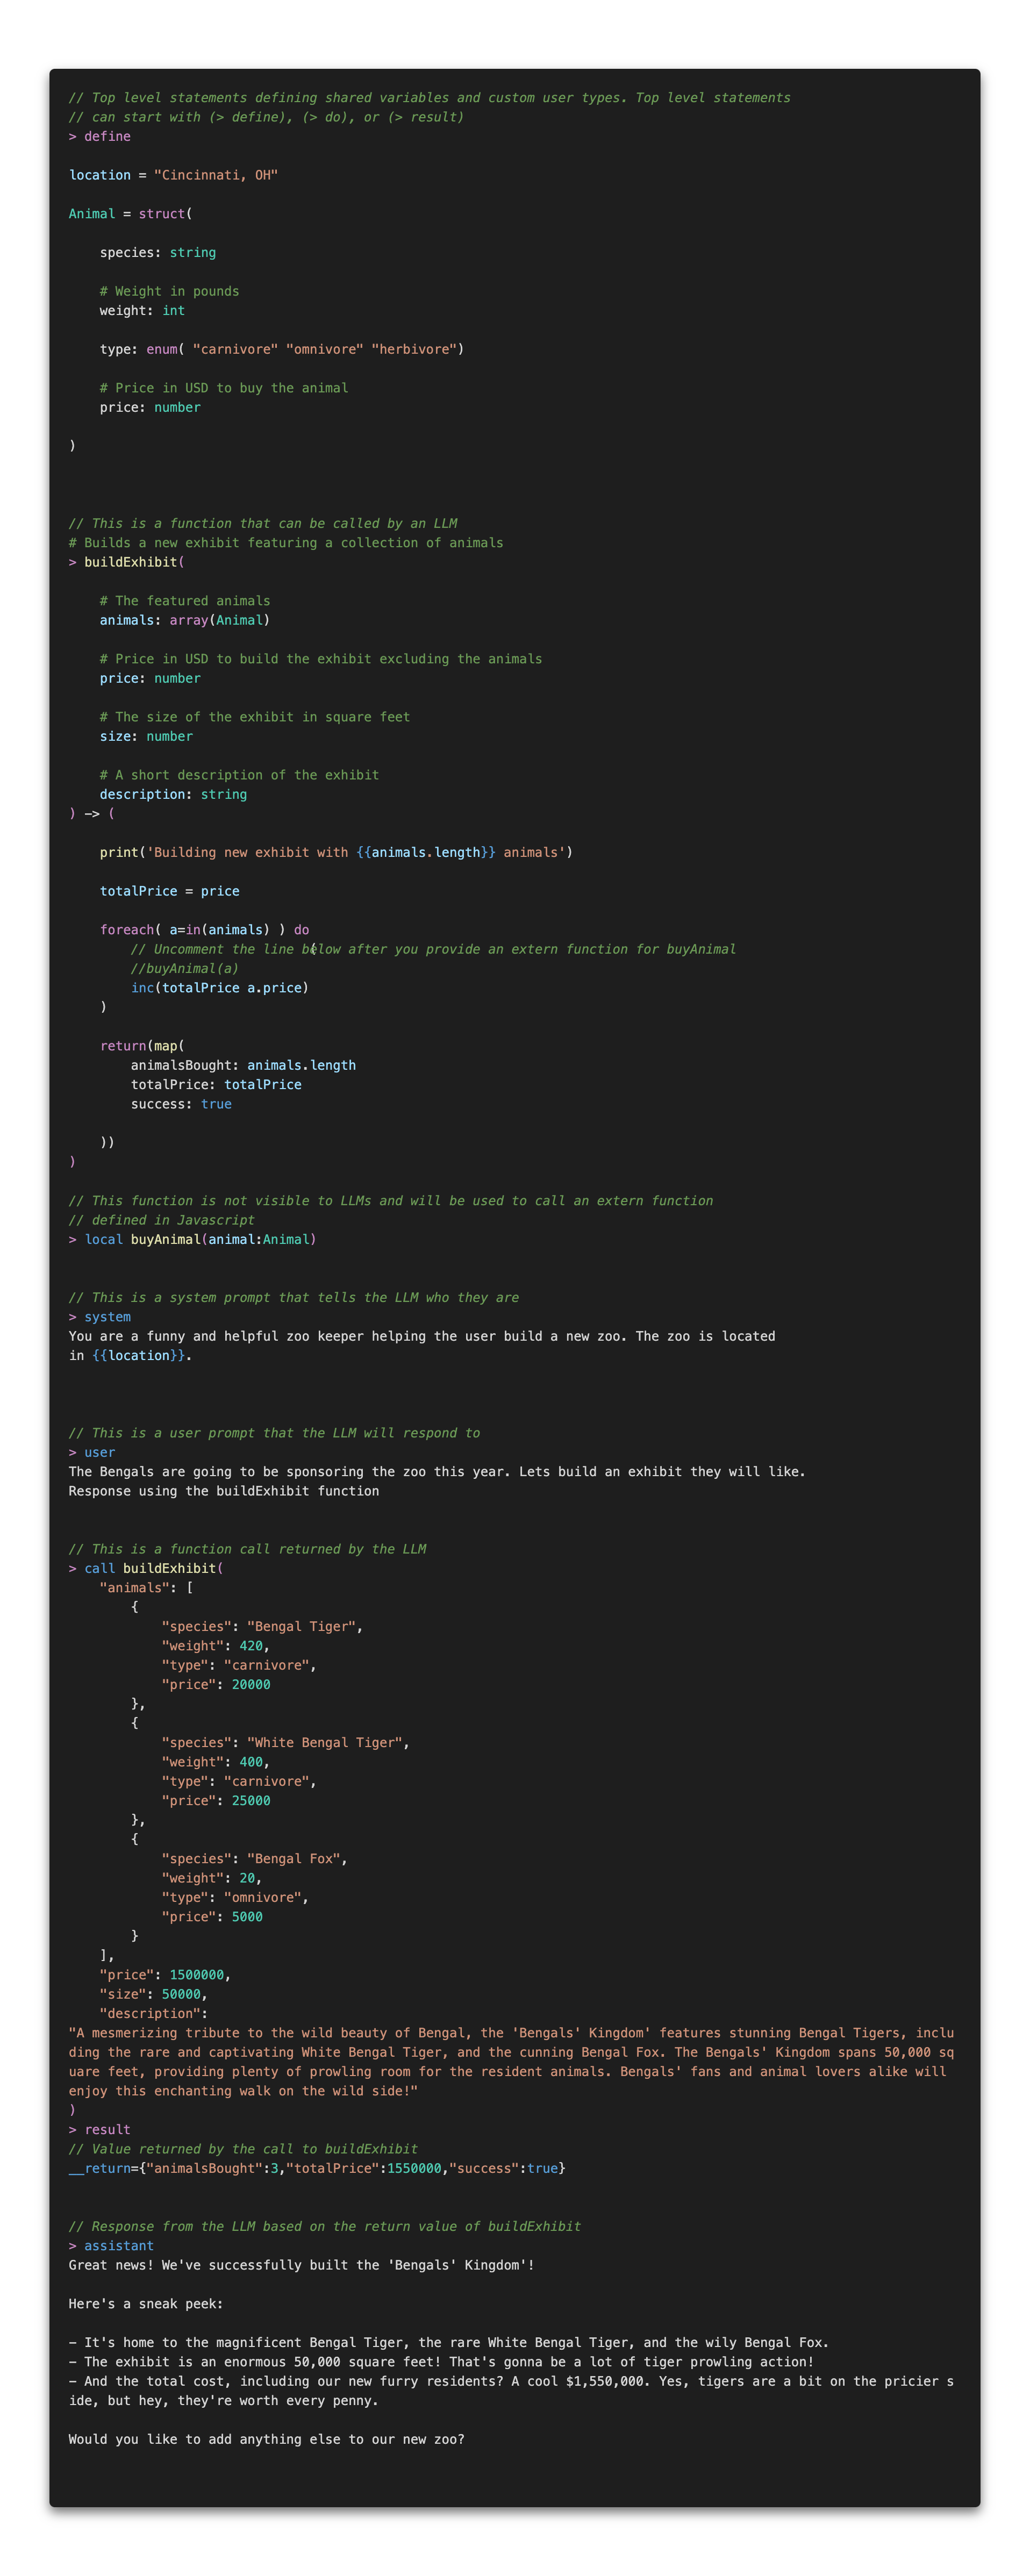 // Top level statements defining shared variables and custom user types. Top level statements
// can start with (> define), (> do), or (> result)
> define
location = "Cincinnati, OH"
Animal = struct(
    species: string
    # Weight in pounds
    weight: int
    type: enum( "carnivore" "omnivore" "herbivore")
    # Price in USD to buy the animal
    price: number
)
// This is a function that can be called by an LLM
# Builds a new exhibit featuring a collection of animals
> buildExhibit(
    # The featured animals
    animals: array(Animal)
    # Price in USD to build the exhibit excluding the animals
    price: number
    # The size of the exhibit in square feet
    size: number
    # A short description of the exhibit
    description: string
) -> (
    print('Building new exhibit with {{animals.length}} animals')
    totalPrice = price
    foreach( a=in(animals) ) do
        // Uncomment the line below after you provide an extern function for buyAnimal
        //buyAnimal(a)
        inc(totalPrice a.price)
    )
    return(map(
        animalsBought: animals.length
        totalPrice: totalPrice
        success: true
    ))
)
// This function is not visible to LLMs and will be used to call an extern function
// defined in Javascript
> local buyAnimal(animal:Animal)
// This is a system prompt that tells the LLM who they are
> system
You are a funny and helpful zoo keeper helping the user build a new zoo. The zoo is located
in {{location}}.
// This is a user prompt that the LLM will respond to
> user
The Bengals are going to be sponsoring the zoo this year. Lets build an exhibit they will like.
Response using the buildExhibit function
// This is a function call returned by the LLM
> call buildExhibit(
    "animals": [
        {
            "species": "Bengal Tiger",
            "weight": 420,
            "type": "carnivore",
            "price": 20000
        },
        {
            "species": "White Bengal Tiger",
            "weight": 400,
            "type": "carnivore",
            "price": 25000
        },
        {
            "species": "Bengal Fox",
            "weight": 20,
            "type": "omnivore",
            "price": 5000
        }
    ],
    "price": 1500000,
    "size": 50000,
    "description":
"A mesmerizing tribute to the wild beauty of Bengal, the 'Bengals' Kingdom' features stunning Bengal Tigers, inclu
ding the rare and captivating White Bengal Tiger, and the cunning Bengal Fox. The Bengals' Kingdom spans 50,000 sq
uare feet, providing plenty of prowling room for the resident animals. Bengals' fans and animal lovers alike will
enjoy this enchanting walk on the wild side!"
)
> result
// Value returned by the call to buildExhibit
__return={"animalsBought":3,"totalPrice":1550000,"success":true}
// Response from the LLM based on the return value of buildExhibit
> assistant
Great news! We've successfully built the 'Bengals' Kingdom'!
Here's a sneak peek:
- It's home to the magnificent Bengal Tiger, the rare White Bengal Tiger, and the wily Bengal Fox.
- The exhibit is an enormous 50,000 square feet! That's gonna be a lot of tiger prowling action!
- And the total cost, including our new furry residents? A cool $1,550,000. Yes, tigers are a bit on the pricier s
ide, but hey, they're worth every penny.
Would you like to add anything else to our new zoo?